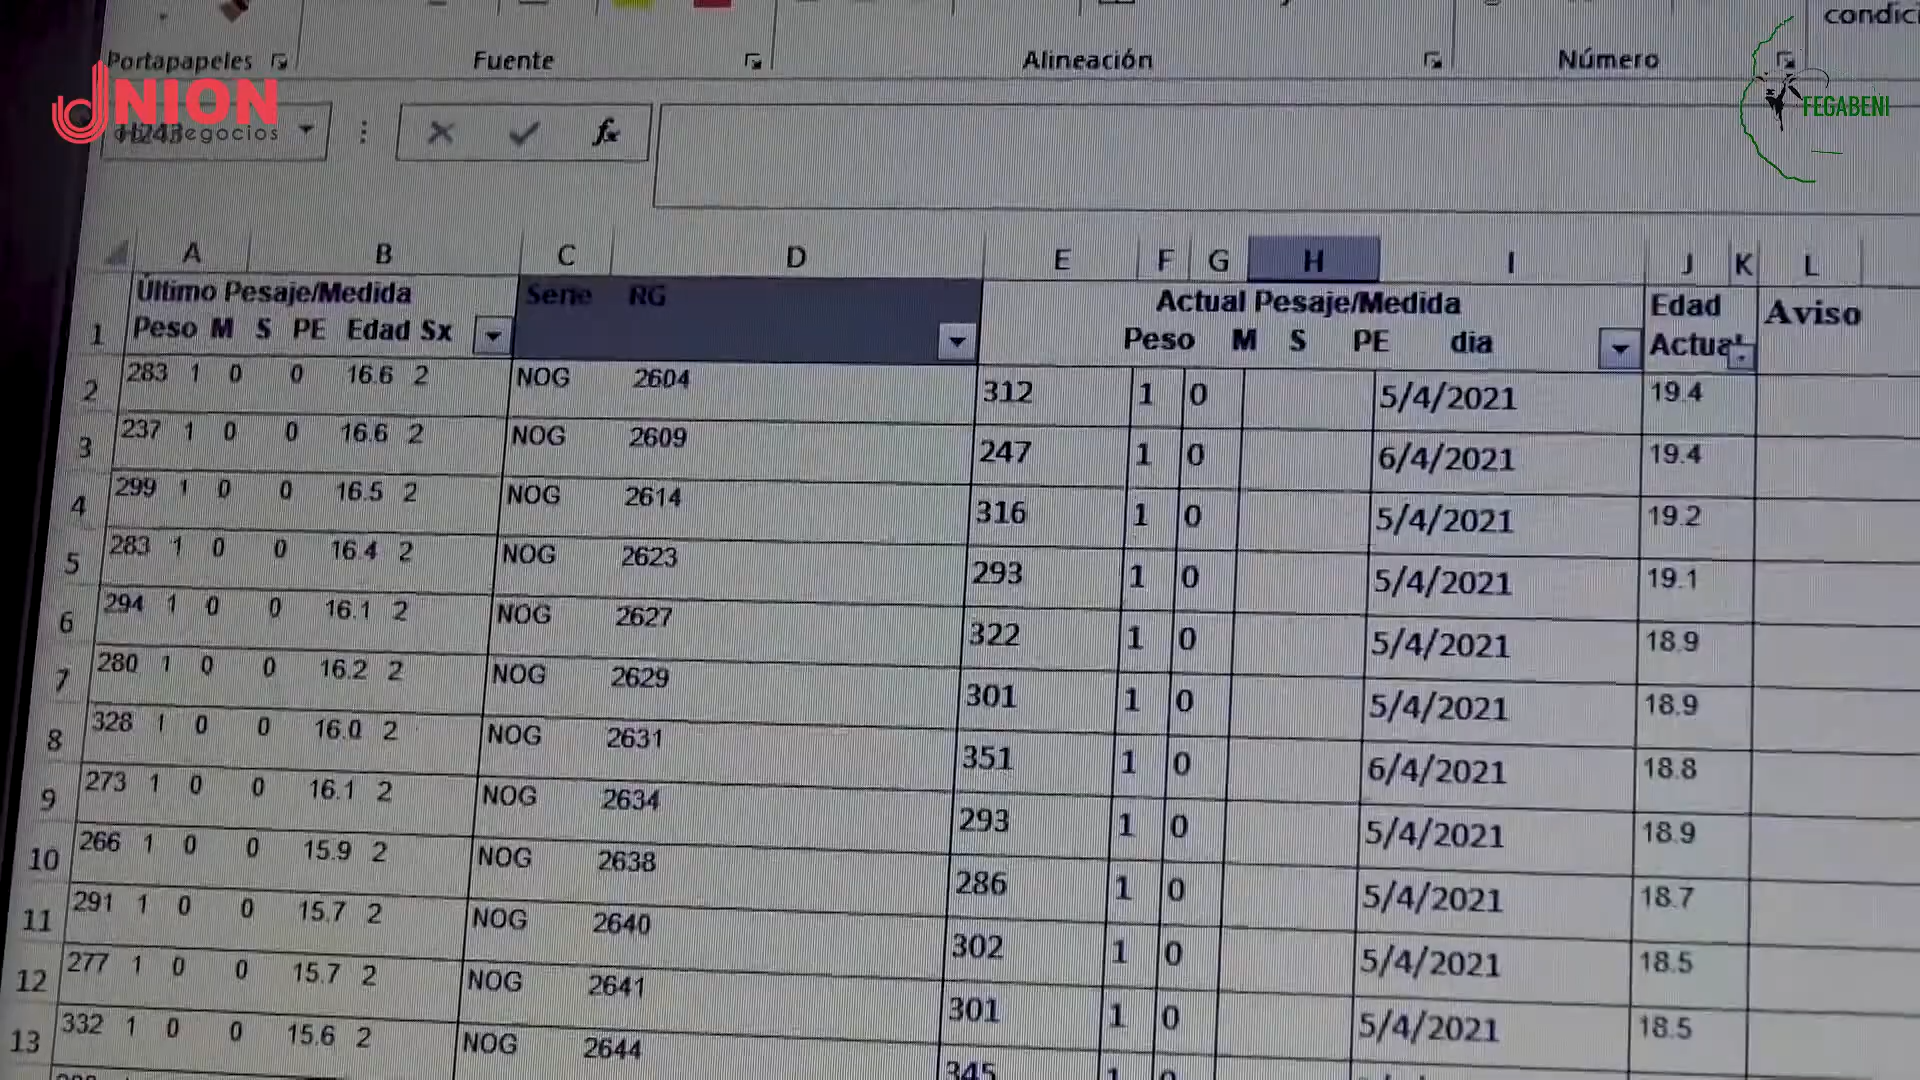 condici
Portapapeles Fuente Alineación Número
UNION
de negocios
H243
fx
FEGABENI
A B C D E F G H I J K L
Último Pesaje/Medida Serie RG Actual Pesaje/Medida Edad Aviso
1 Peso M S PE Edad Sx Peso M S PE dia Actual
2 283 1 0 0 16.6 2 NOG 2604 312 1 0 5/4/2021 19.4
3 237 1 0 0 16.6 2 NOG 2609 247 1 0 6/4/2021 19.4
4 299 1 0 0 16.5 2 NOG 2614 316 1 0 5/4/2021 19.2
5 283 1 0 0 16.4 2 NOG 2623 293 1 0 5/4/2021 19.1
6 294 1 0 0 16.1 2 NOG 2627 322 1 0 5/4/2021 18.9
7 280 1 0 0 16.2 2 NOG 2629 301 1 0 5/4/2021 18.9
8 328 1 0 0 16.0 2 NOG 2631 351 1 0 6/4/2021 18.8
9 273 1 0 0 16.1 2 NOG 2634 293 1 0 5/4/2021 18.9
10 266 1 0 0 15.9 2 NOG 2638 286 1 0 5/4/2021 18.7
11 291 1 0 0 15.7 2 NOG 2640 302 1 0 5/4/2021 18.5
12 277 1 0 0 15.7 2 NOG 2641 301 1 0 5/4/2021 18.5
13 332 1 0 0 15.6 2 NOG 2644 345